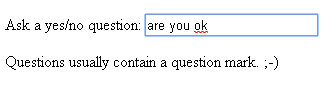 Ask a yes/no question: are you ok
Questions usually contain a question mark. ;-)